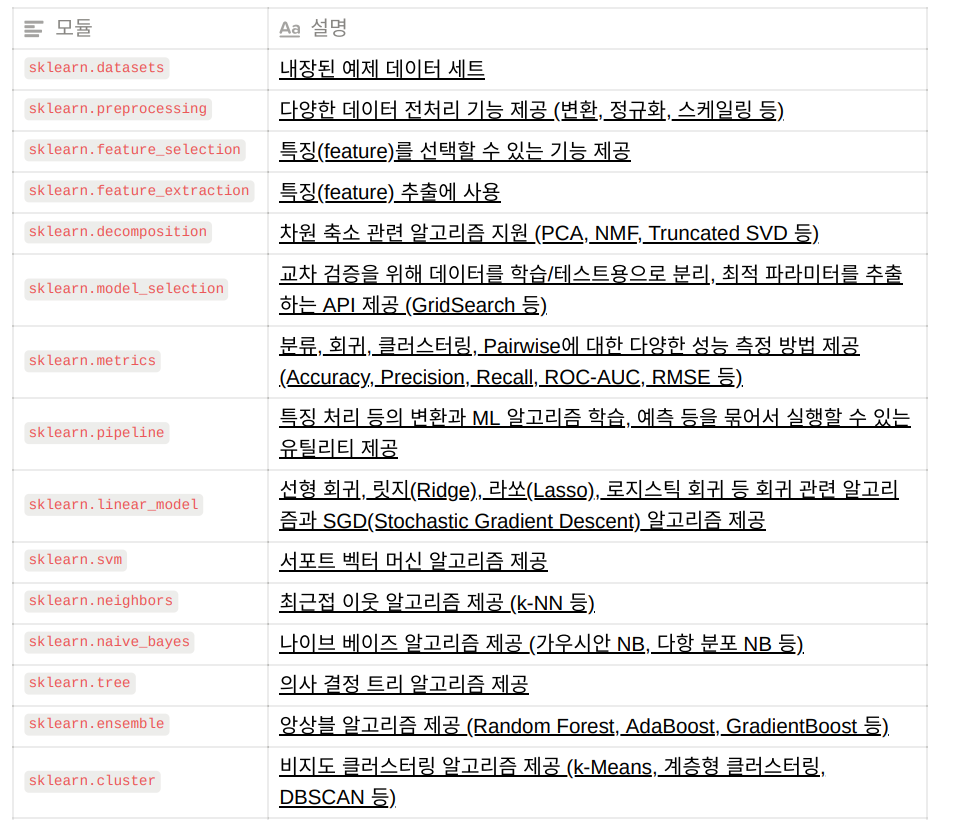 모듈 Aa 설명
sklearn.datasets 내장된 예제 데이터 세트
sklearn.preprocessing 다양한 데이터 전처리 기능 제공 (변환, 정규화, 스케일링 등)
sklearn.feature_selection 특징(feature)를 선택할 수 있는 기능 제공
sklearn.feature_extraction 특징(feature) 추출에 사용
sklearn.decomposition 차원 축소 관련 알고리즘 지원 (PCA, NMF, Truncated SVD 등)
sklearn.model_selection 교차 검증을 위해 데이터를 학습/테스트용으로 분리, 최적 파라미터를 추출
하는 API 제공 (GridSearch 등)
sklearn.metrics 분류, 회귀, 클러스터링, Pairwise에 대한 다양한 성능 측정 방법 제공
(Accuracy, Precision, Recall, ROC-AUC, RMSE 등)
sklearn.pipeline 특징 처리 등의 변환과 ML 알고리즘 학습, 예측 등을 묶어서 실행할 수 있는
유틸리티 제공
sklearn.linear_model 선형 회귀, 릿지(Ridge), 라쏘(Lasso), 로지스틱 회귀 등 회귀 관련 알고리
즘과 SGD(Stochastic Gradient Descent) 알고리즘 제공
sklearn.svm 서포트 벡터 머신 알고리즘 제공
sklearn.neighbors 최근접 이웃 알고리즘 제공 (k-NN 등)
sklearn.naive_bayes 나이브 베이즈 알고리즘 제공 (가우시안 NB, 다항 분포 NB 등)
sklearn.tree 의사 결정 트리 알고리즘 제공
sklearn.ensemble 앙상블 알고리즘 제공 (Random Forest, AdaBoost, GradientBoost 등)
sklearn.cluster 비지도 클러스터링 알고리즘 제공 (k-Means, 계층형 클러스터링,
DBSCAN 등)